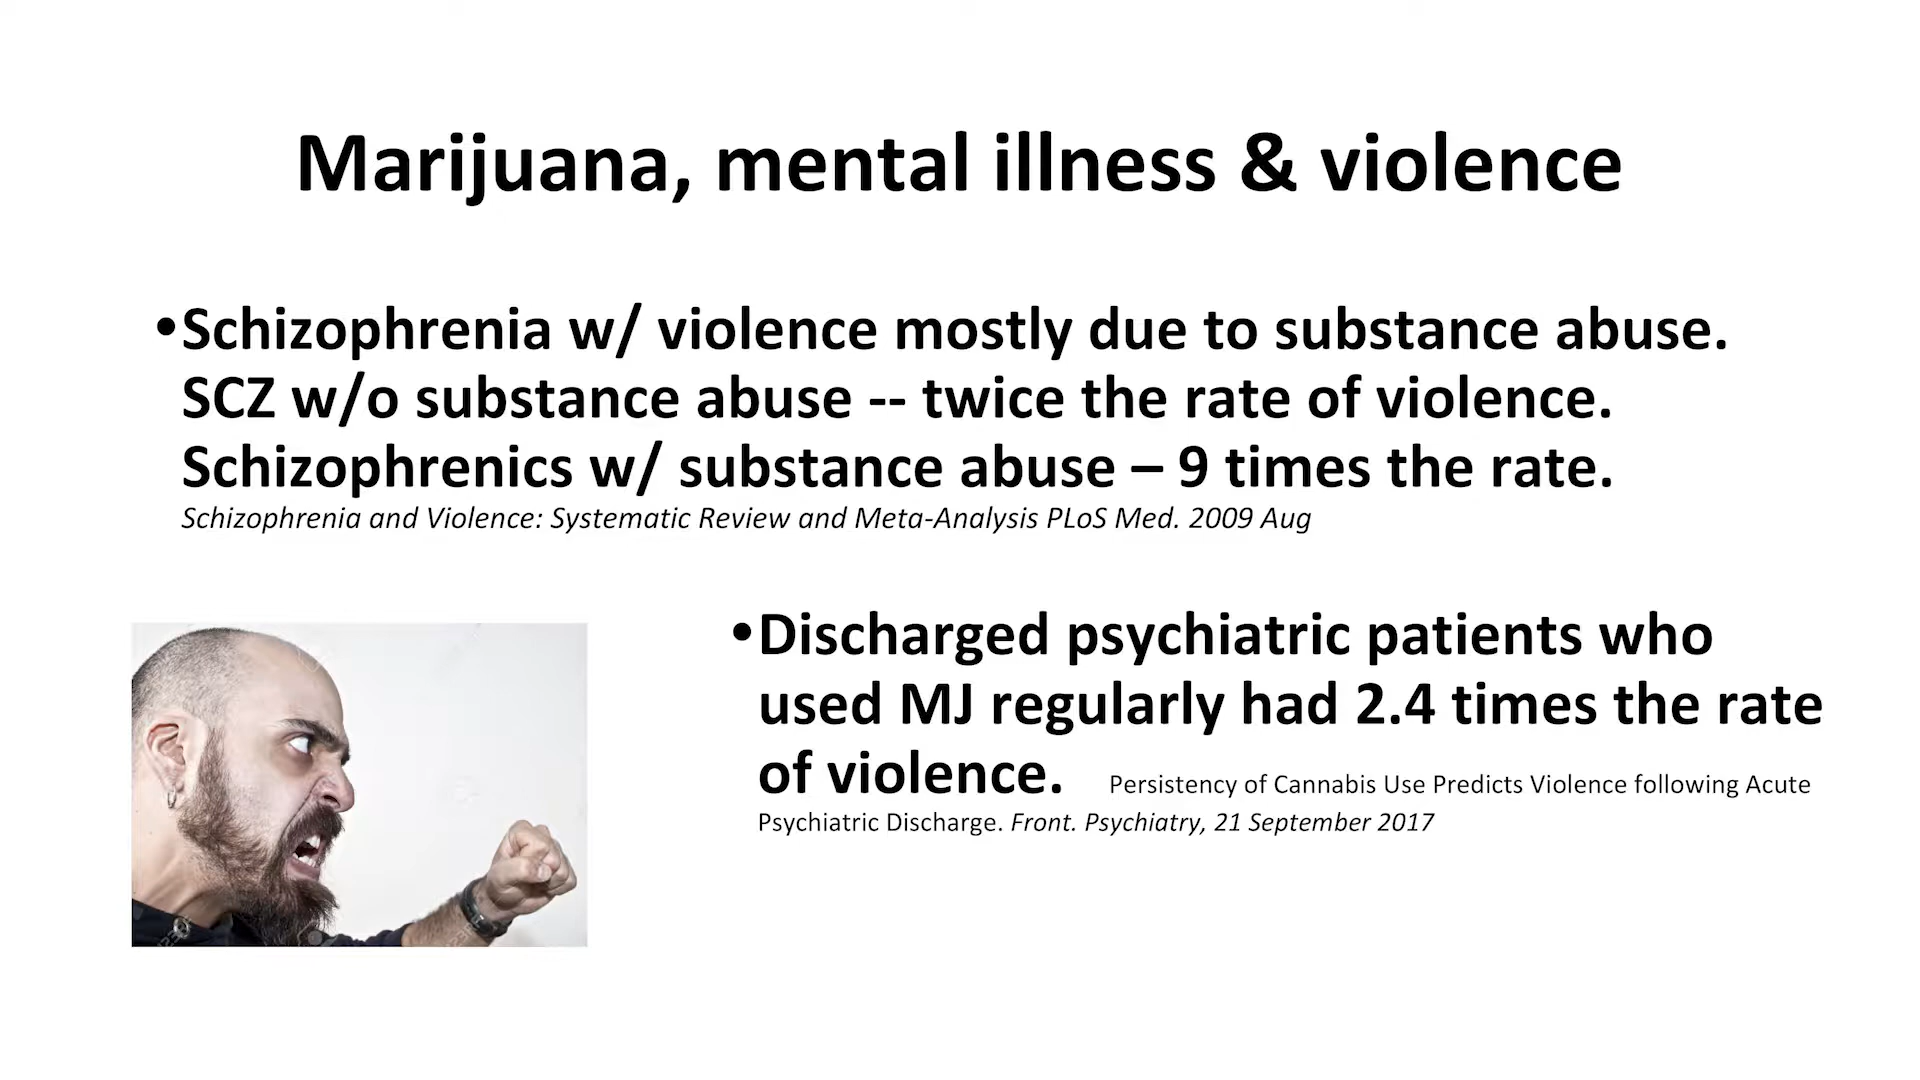 Marijuana, mental illness & violence
•Schizophrenia w/ violence mostly due to substance abuse.
SCZ w/o substance abuse -- twice the rate of violence.
Schizophrenics w/ substance abuse – 9 times the rate.
Schizophrenia and Violence: Systematic Review and Meta-Analysis PLoS Med. 2009 Aug
•Discharged psychiatric patients who
used MJ regularly had 2.4 times the rate
of violence. Persistency of Cannabis Use Predicts Violence following Acute
Psychiatric Discharge. Front. Psychiatry, 21 September 2017